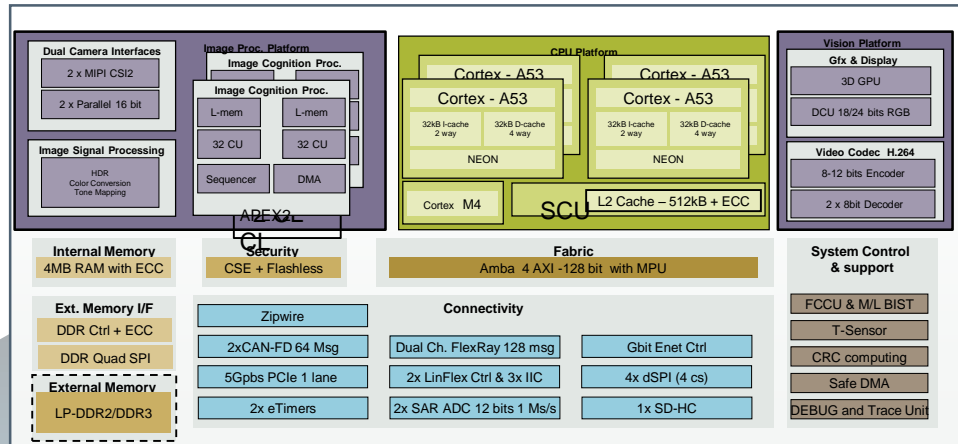 Image Proc. Platform
Dual Camera Interfaces
2 x MIPI CSI2
2 x Parallel 16 bit
Image Signal Processing
HDR
Color Conversion
Tone Mapping
Image Cognition Proc.
Image Cognition Proc.
L-mem
L-mem
32 CU
32 CU
Sequencer
DMA
APEX2
CL
CPU Platform
Cortex - A53
Cortex - A53
Cortex - A53
32kB I-cache
2 way
32kB D-cache
4 way
NEON
Cortex - A53
32kB I-cache
2 way
32kB D-cache
4 way
NEON
Cortex M4
SCU
L2 Cache – 512kB + ECC
Vision Platform
Gfx & Display
3D GPU
DCU 18/24 bits RGB
Video Codec H.264
8-12 bits Encoder
2 x 8bit Decoder
Internal Memory
4MB RAM with ECC
Security
CSE + Flashless
Fabric
Amba 4 AXI -128 bit with MPU
System Control
& support
FCCU & M/L BIST
T-Sensor
CRC computing
Safe DMA
DEBUG and Trace Unit
Ext. Memory I/F
DDR Ctrl + ECC
DDR Quad SPI
External Memory
LP-DDR2/DDR3
Connectivity
Zipwire
2xCAN-FD 64 Msg
Dual Ch. FlexRay 128 msg
Gbit Enet Ctrl
5Gpbs PCIe 1 lane
2x LinFlex Ctrl & 3x IIC
4x dSPI (4 cs)
2x eTimers
2x SAR ADC 12 bits 1 Ms/s
1x SD-HC